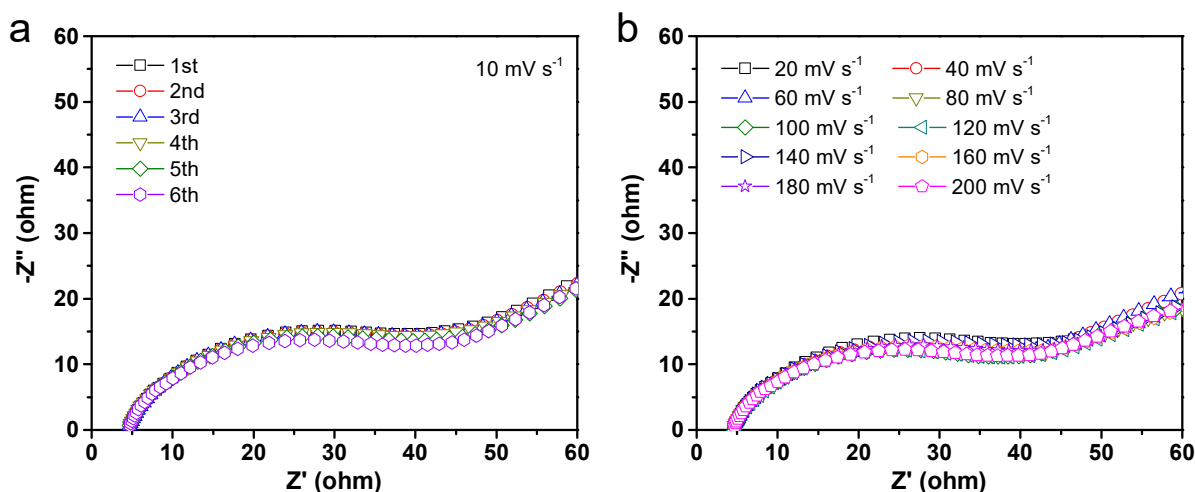 a
60
50
40
30
20
10
0
-Z" (ohm)
1st
2nd
3rd
4th
5th
6th
10 mV s⁻¹
0 10 20 30 40 50 60
Z' (ohm)
b
60
50
40
30
20
10
0
-Z" (ohm)
20 mV s⁻¹ 40 mV s⁻¹
60 mV s⁻¹ 80 mV s⁻¹
100 mV s⁻¹ 120 mV s⁻¹
140 mV s⁻¹ 160 mV s⁻¹
180 mV s⁻¹ 200 mV s⁻¹
0 10 20 30 40 50 60
Z' (ohm)